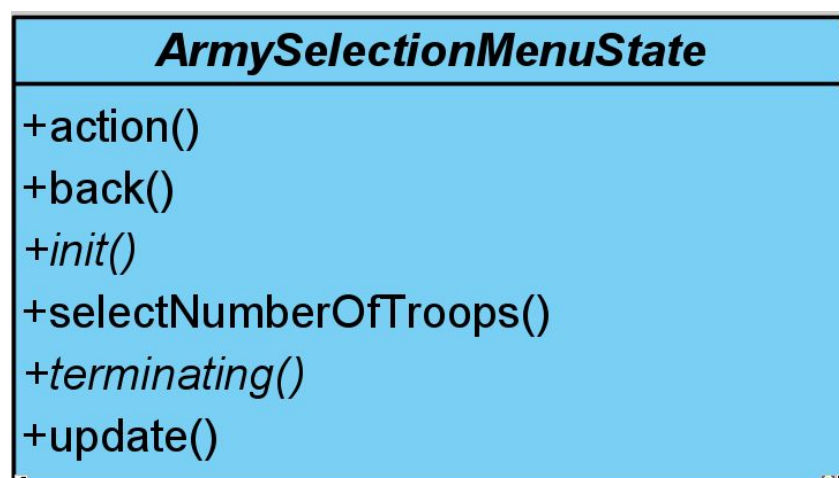 ArmySelectionMenuState
+action()
+back()
+init()
+selectNumberOfTroops()
+terminating()
+update()